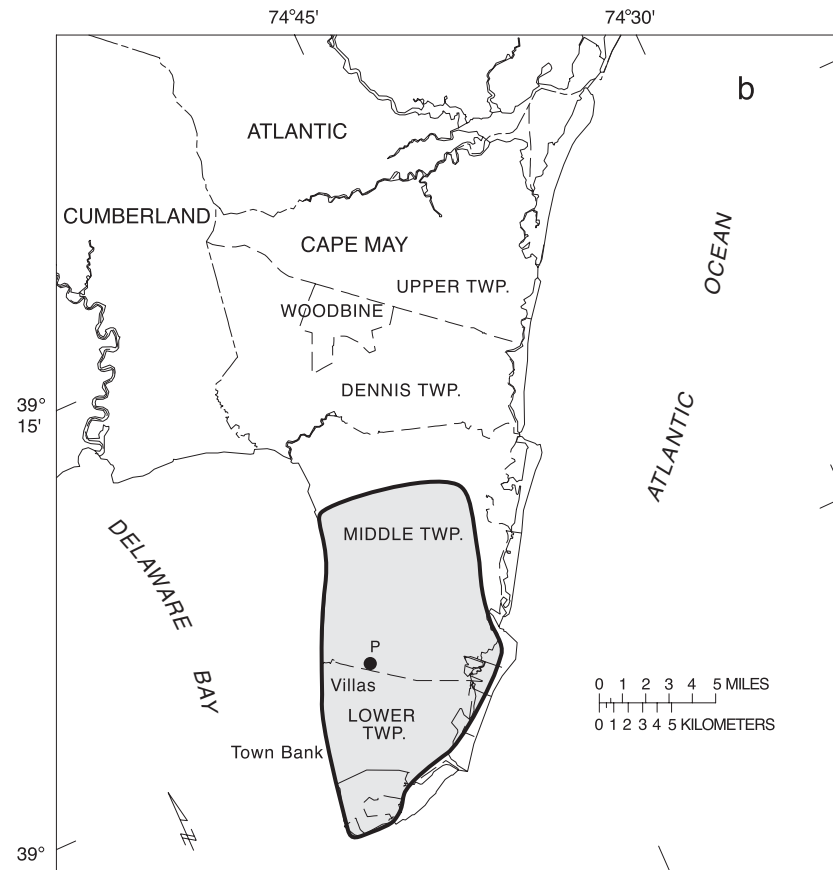 74°45'
74°30'
b
ATLANTIC
CUMBERLAND
CAPE MAY
OCEAN
UPPER TWP.
WOODBINE
DENNIS TWP.
39°
15'
ATLANTIC
MIDDLE TWP.
DELAWARE
BAY
P
Villas
LOWER
TWP.
Town Bank
0 1 2 3 4 5 MILES
0 1 2 3 4 5 KILOMETERS
N
39°